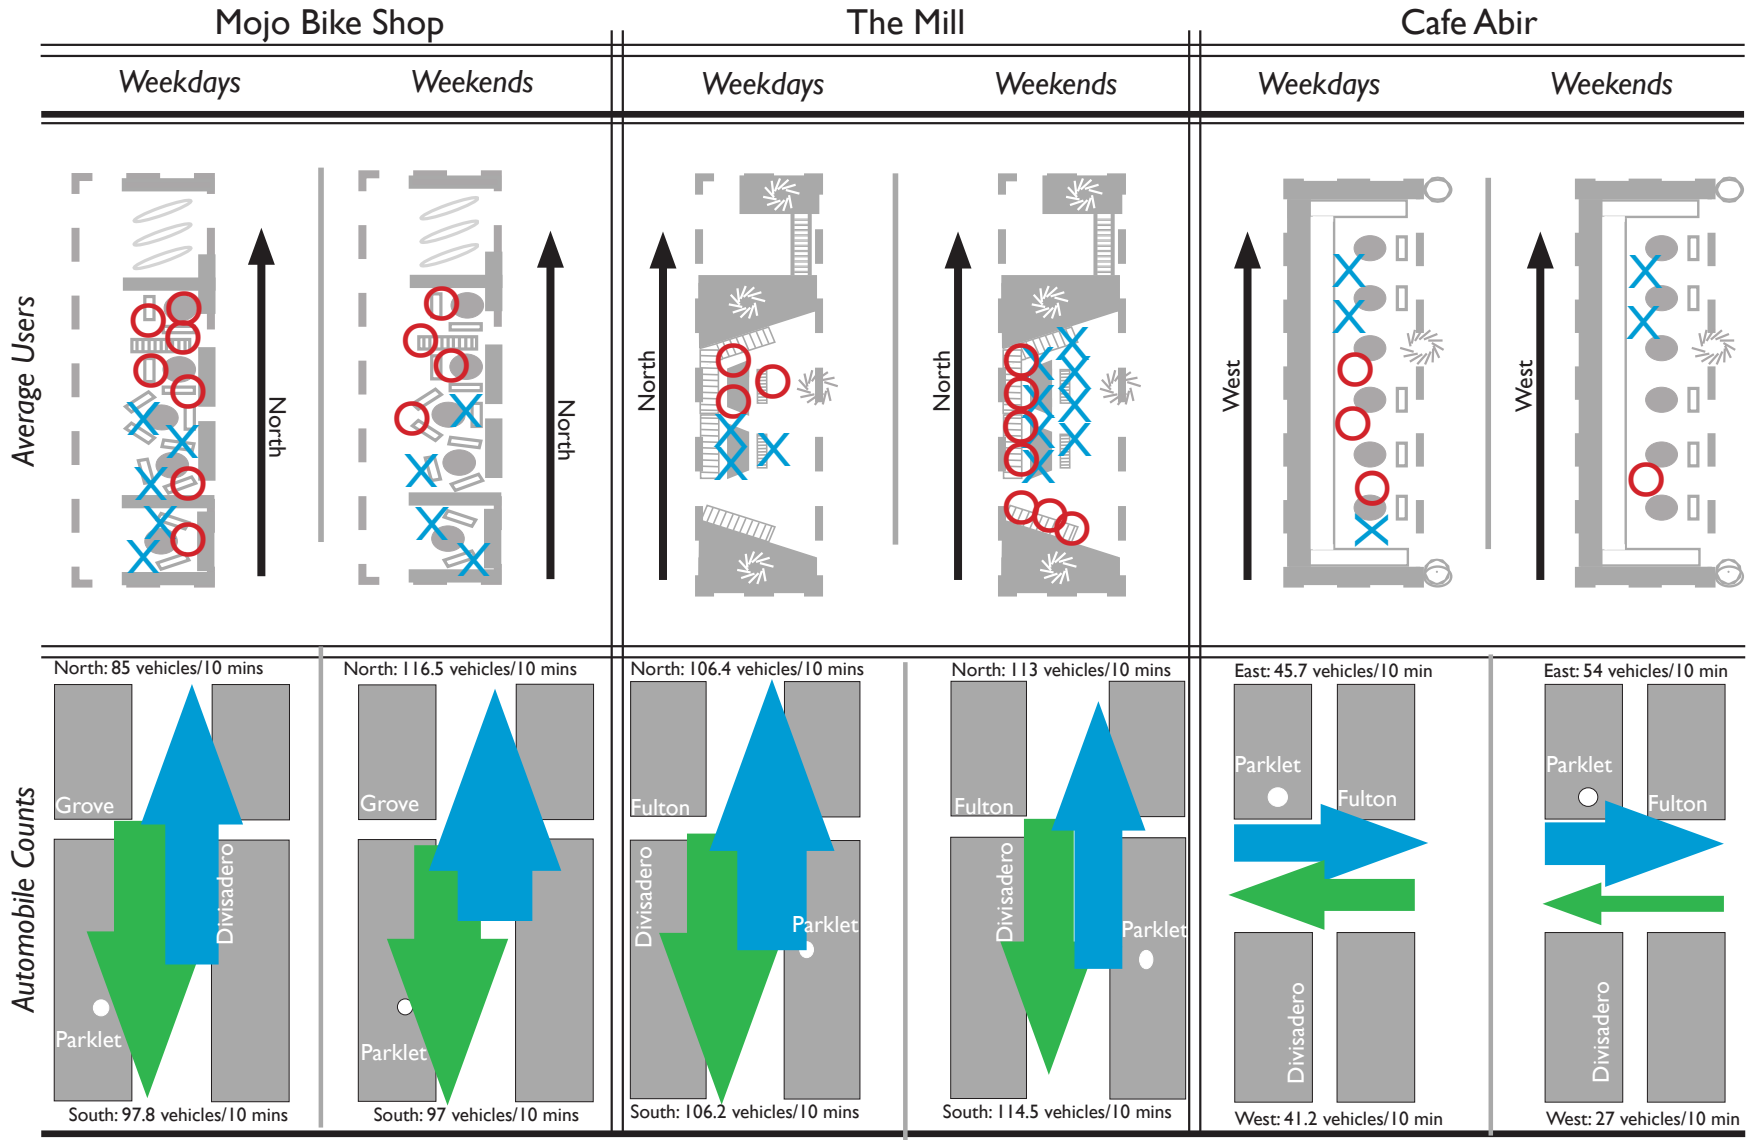 Mojo Bike Shop
The Mill
Cafe Abir
Weekdays
Weekends
Weekdays
Weekends
Weekdays
Weekends
Average Users
North
North
North
North
West
West
Automobile Counts
North: 85 vehicles/10 mins
Grove
Divisadero
Parklet
South: 97.8 vehicles/10 mins
North: 116.5 vehicles/10 mins
Grove
Parklet
South: 97 vehicles/10 mins
North: 106.4 vehicles/10 mins
Fulton
Divisadero
Parklet
South: 106.2 vehicles/10 mins
North: 113 vehicles/10 mins
Fulton
Divisadero
Parklet
South: 114.5 vehicles/10 mins
East: 45.7 vehicles/10 min
Parklet
Fulton
Divisadero
West: 41.2 vehicles/10 min
East: 54 vehicles/10 min
Parklet
Fulton
Divisadero
West: 27 vehicles/10 min